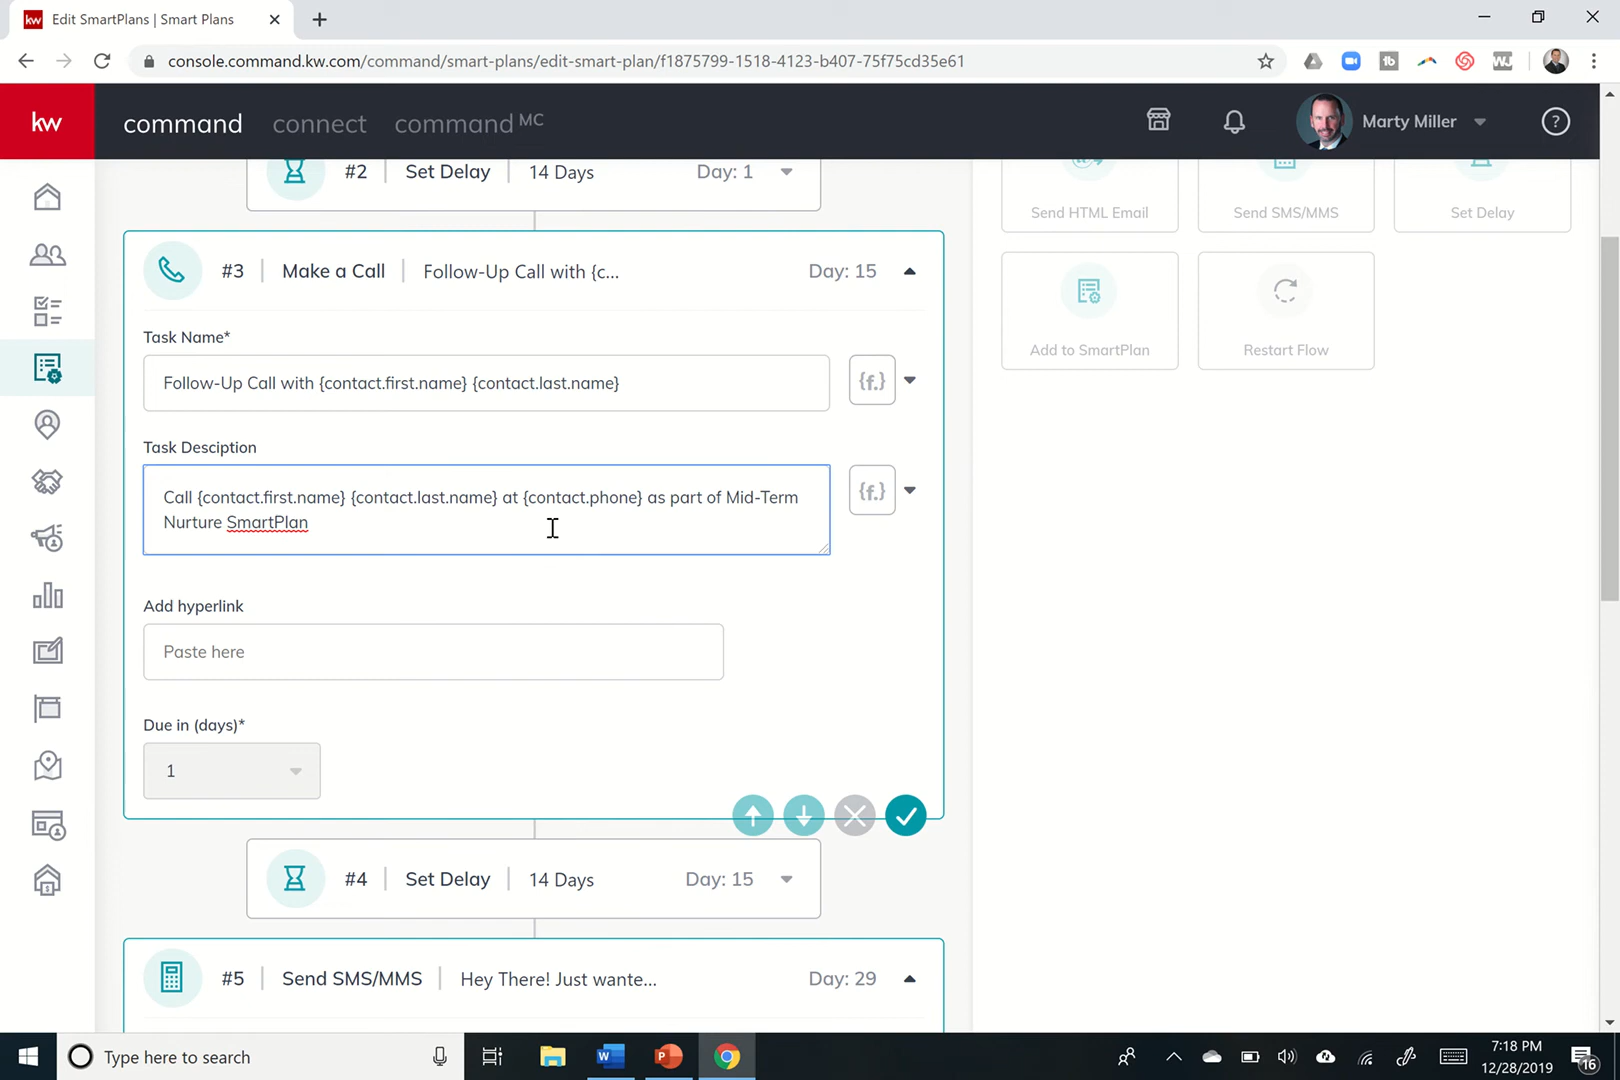 kw Edit SmartPlans | Smart Plans
console.command.kw.com/command/smart-plans/edit-smart-plan/f1875799-1518-4123-b407-75f75cd35e61
tb
WJ
kw command connect command MC
Marty Miller
?
#2 Set Delay 14 Days Day: 1
Send HTML Email Send SMS/MMS Set Delay
#3 Make a Call Follow-Up Call with {c... Day: 15
Task Name*
Follow-Up Call with {contact.first.name} {contact.last.name}
{f.}
Add to SmartPlan Restart Flow
Task Desciption
Call {contact.first.name} {contact.last.name} at {contact.phone} as part of Mid-Term
Nurture SmartPlan
{f.}
Add hyperlink
Paste here
Due in (days)*
1
#4 Set Delay 14 Days Day: 15
#5 Send SMS/MMS Hey There! Just wante... Day: 29
Type here to search
W
P
7:18 PM
12/28/2019
16